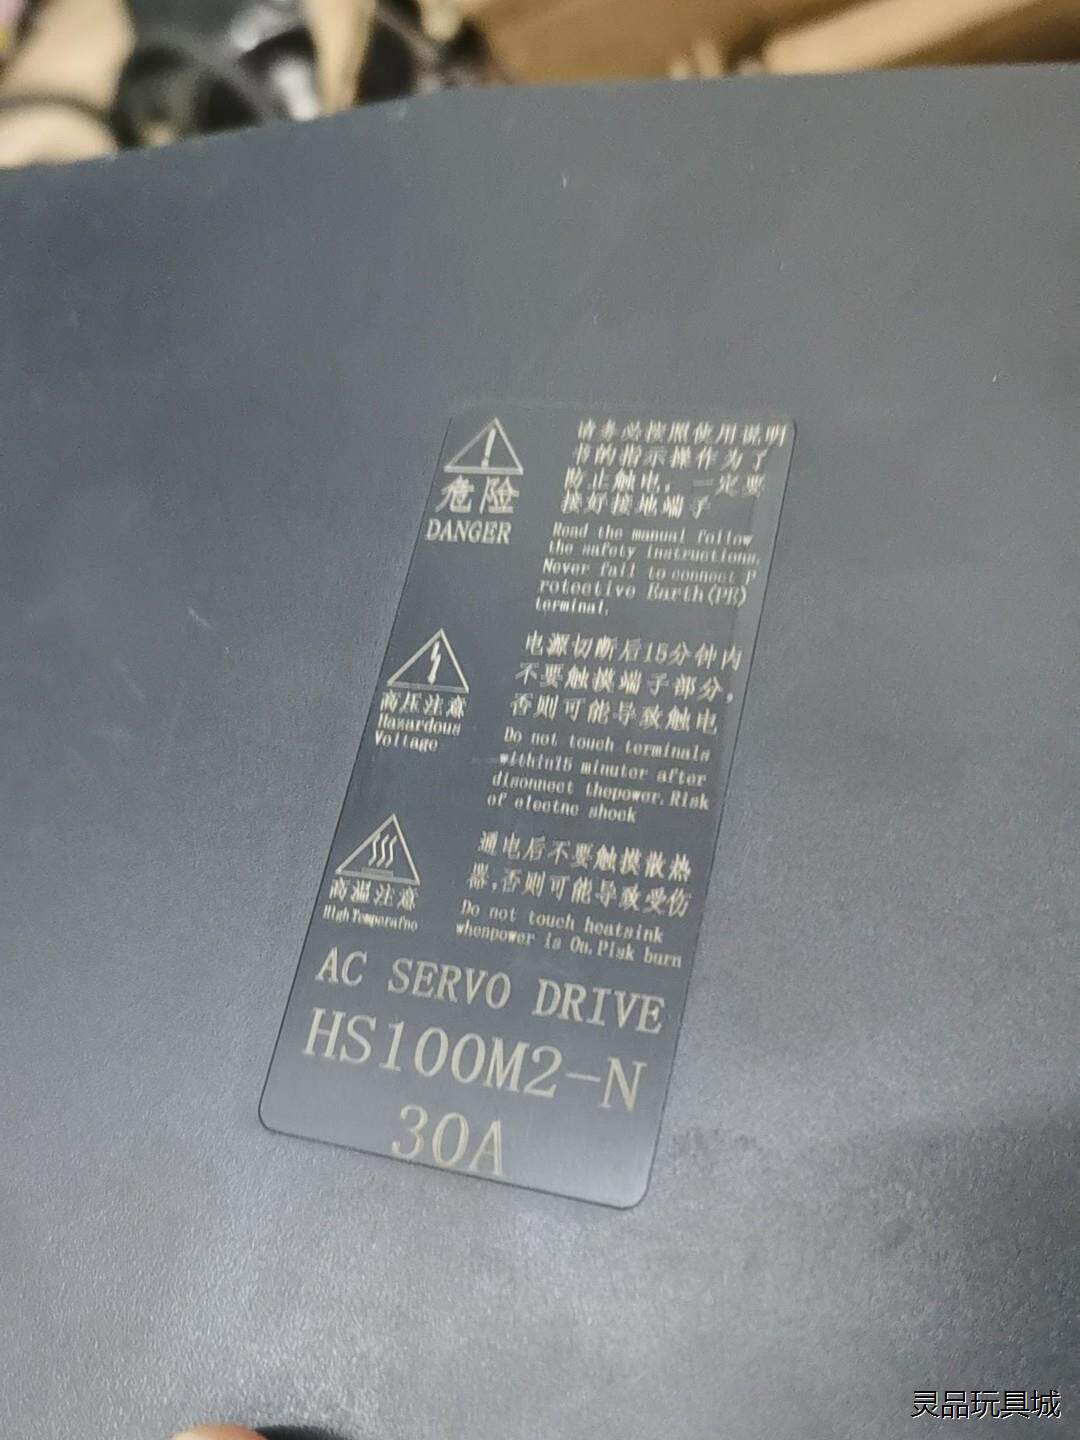 危险
DANGER
请务必按照使用说明
书的指示操作为了
防止触电，一定要
接好接地端子
Read the manual follow
the safety instructions.
Never fail to connect P
rotective Earth(PE)
terminal.
高压注意
Hazardous
Voltage
电源切断后15分钟内
不要触摸端子部分，
否则可能导致触电
Do not touch terminals
within15 minuter after
disonnect thepower.Risk
of electnc shock
高温注意
High Temperafno
通电后不要触摸散热
器，否则可能导致受伤
Do not touch heatsink
whenpower is On.Pisk burn
AC SERVO DRIVE
HS100M2-N
30A
灵品玩具城